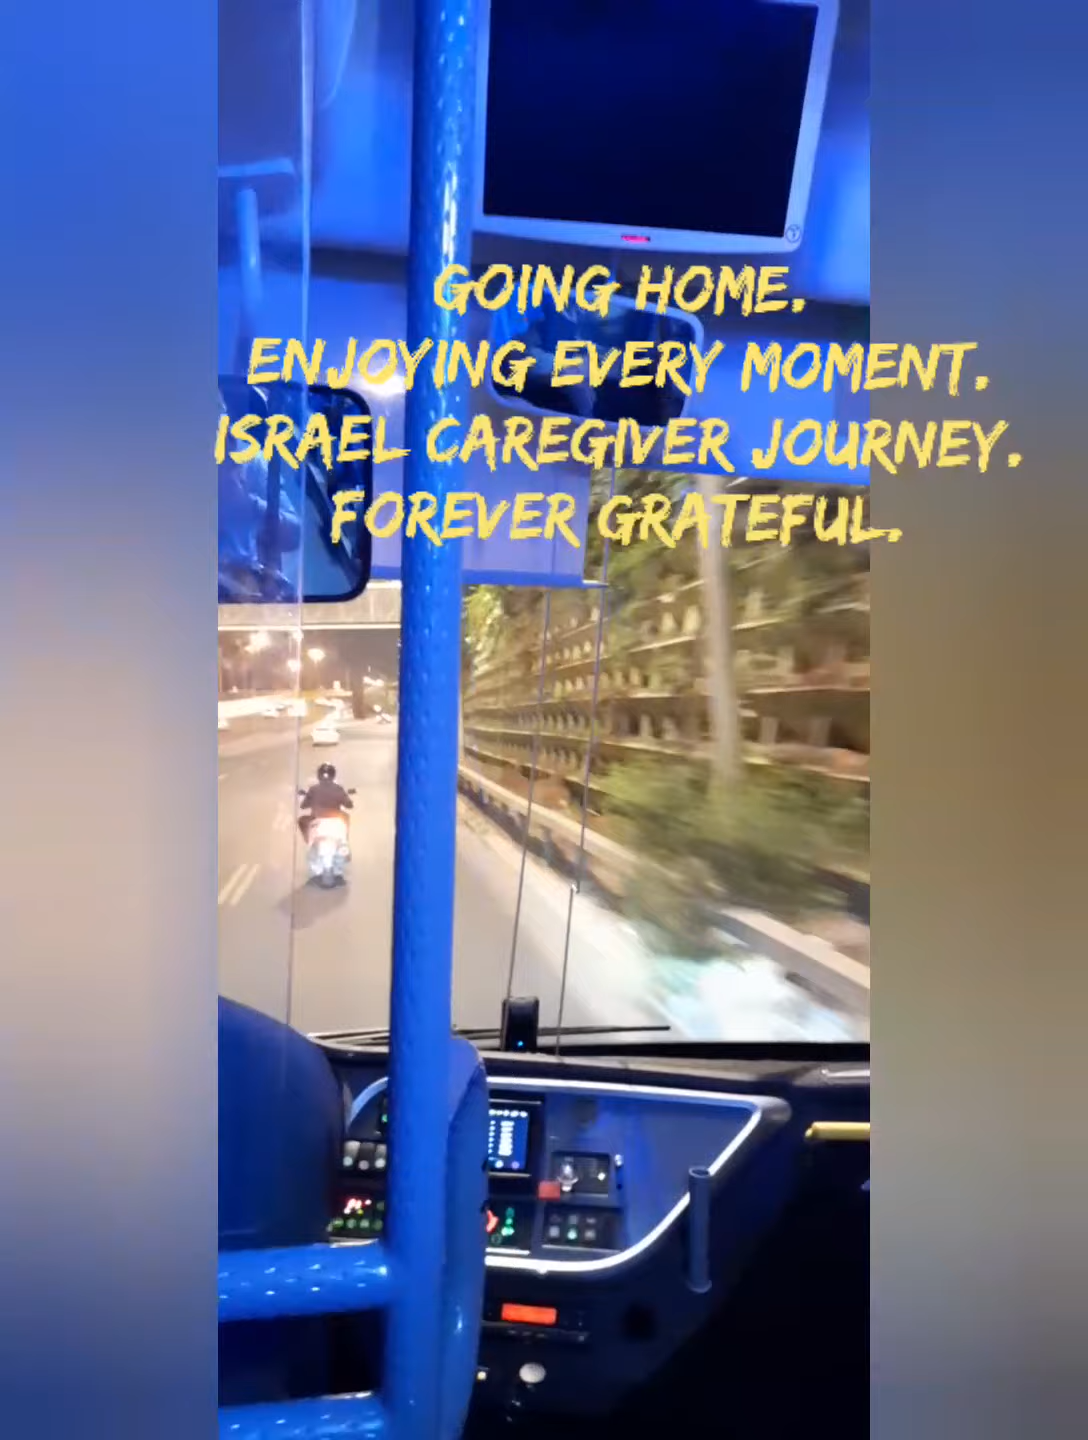 GOING HOME.
ENJOYING EVERY MOMENT.
ISRAEL CAREGIVER JOURNEY.
FOREVER GRATEFUL.